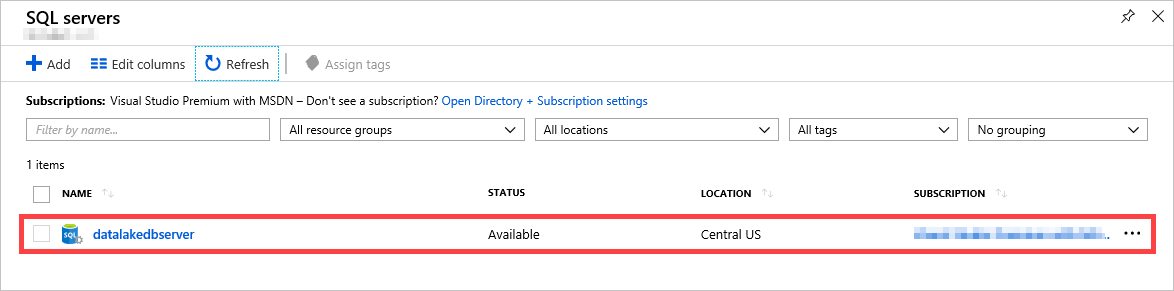 SQL servers
Add Edit columns Refresh Assign tags
Subscriptions: Visual Studio Premium with MSDN – Don't see a subscription? Open Directory + Subscription settings
Filter by name... All resource groups All locations All tags No grouping
1 items
NAME STATUS LOCATION SUBSCRIPTION
SQL datalakedbserver Available Central US